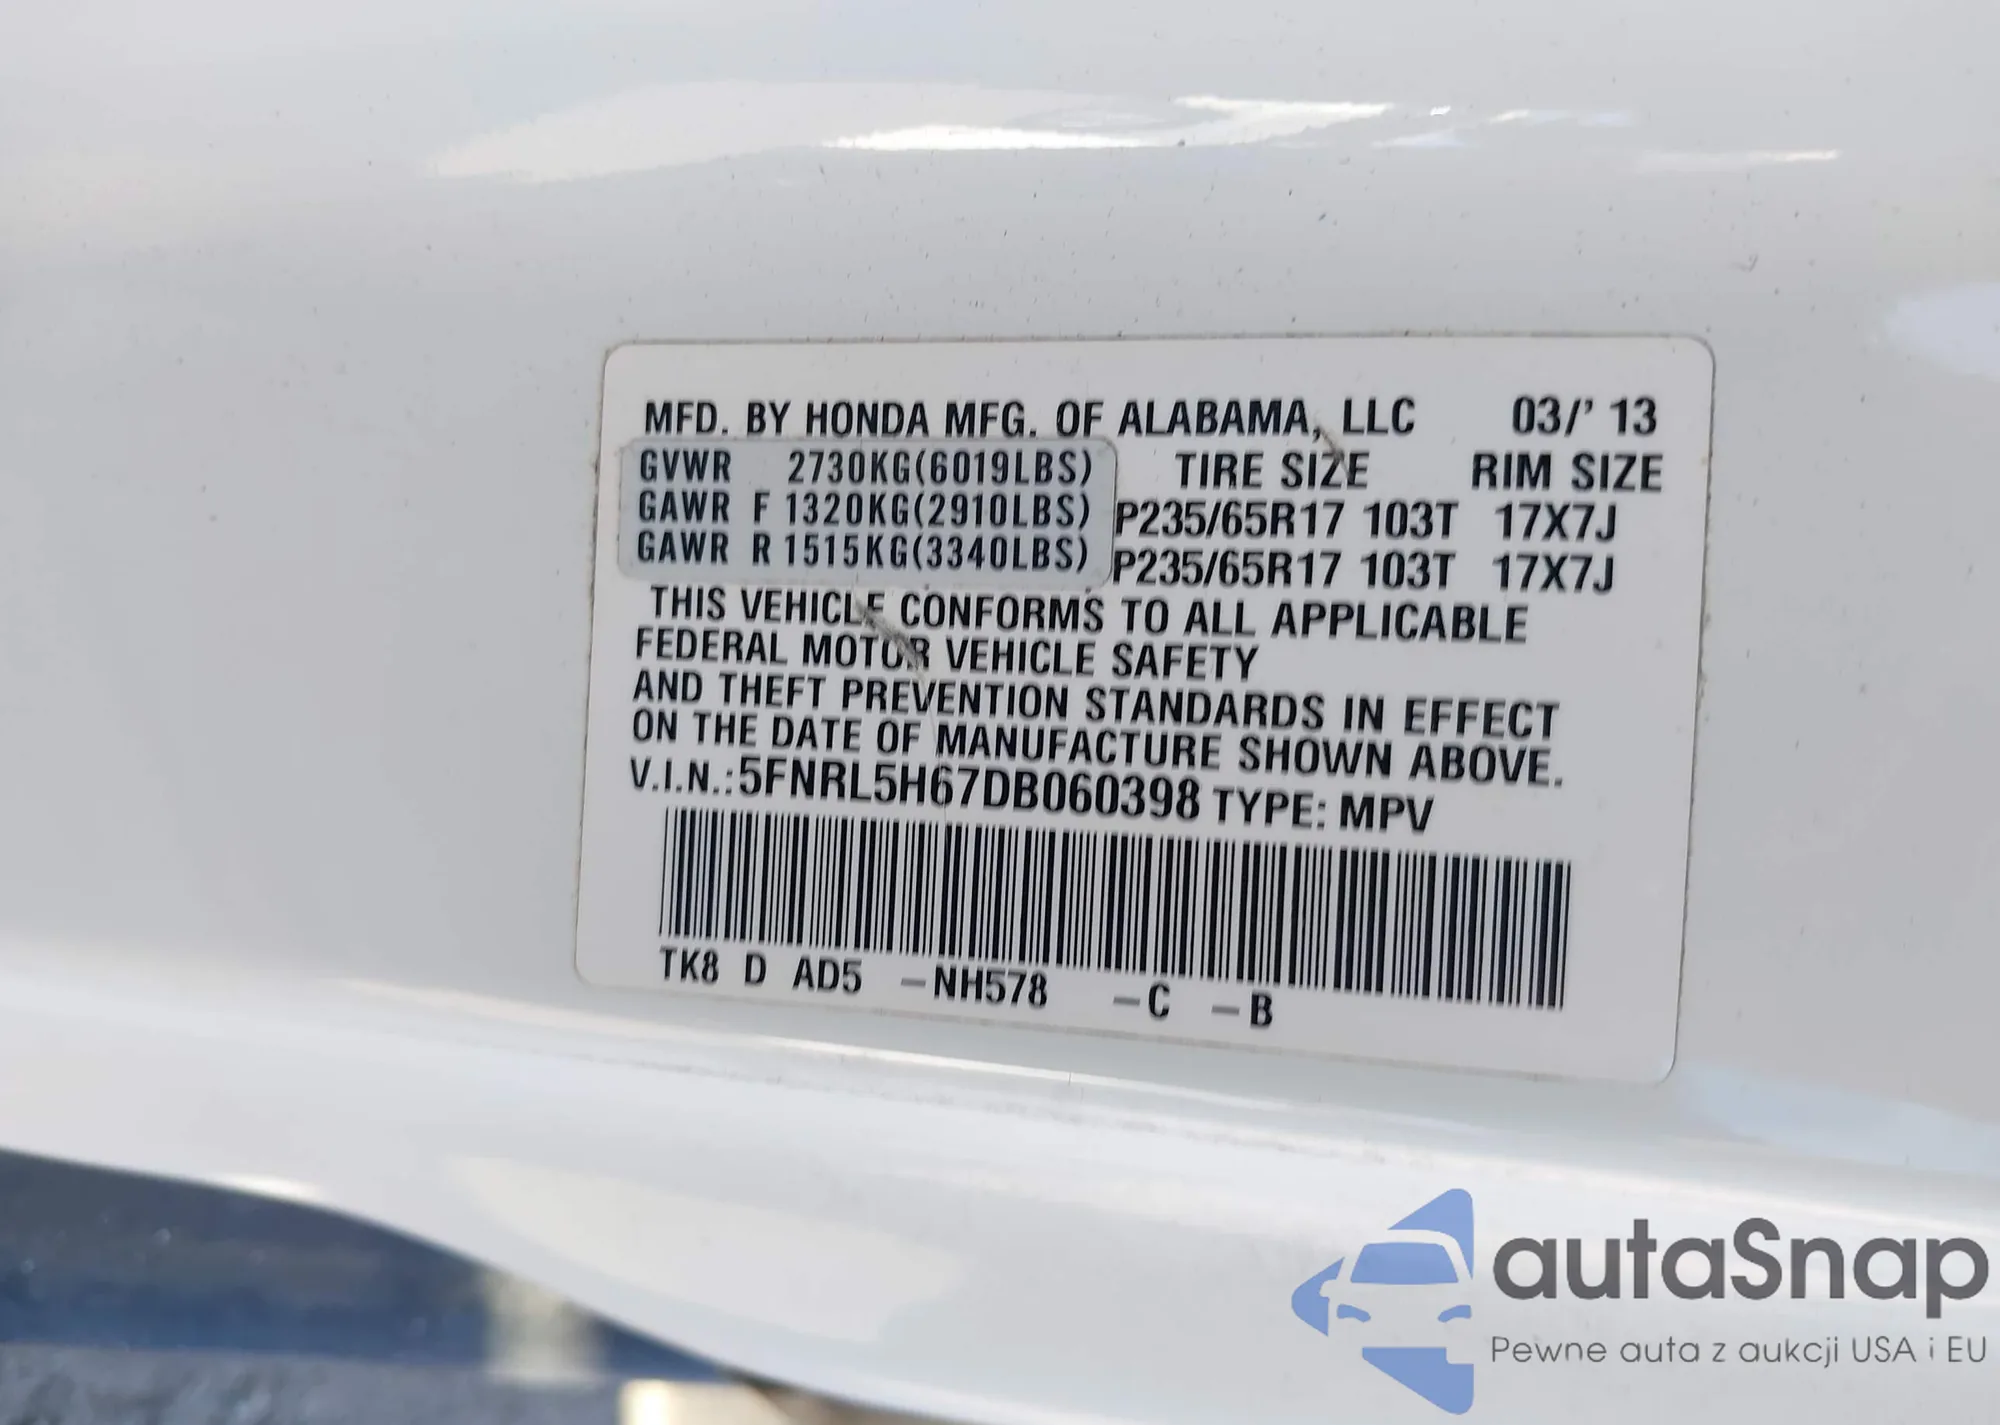 MFD. BY HONDA MFG. OF ALABAMA, LLC 03/' 13
GVWR 2730KG(6019LBS) TIRE SIZE RIM SIZE
GAWR F 1320KG(2910LBS) P235/65R17 103T 17X7J
GAWR R 1515KG(3340LBS) P235/65R17 103T 17X7J
THIS VEHICLE CONFORMS TO ALL APPLICABLE
FEDERAL MOTOR VEHICLE SAFETY
AND THEFT PREVENTION STANDARDS IN EFFECT
ON THE DATE OF MANUFACTURE SHOWN ABOVE.
V.I.N.:5FNRL5H67DB060398 TYPE: MPV
TK8 D AD5 -NH578 -C -B
autaSnap
Pewne auta z aukcji USA i EU